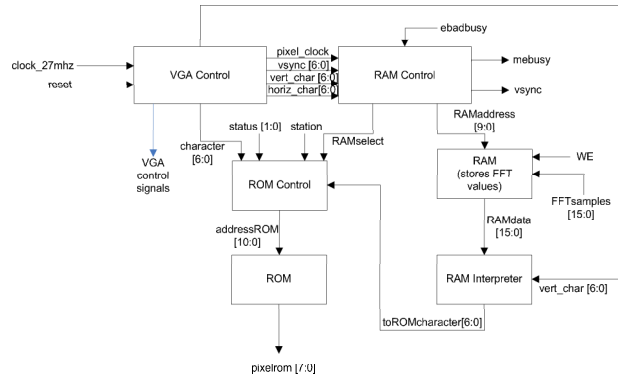 ebadbusy
pixel_clock
vsync [6:0]
vert_char [6:0]
horiz_char[6:0]
clock_27mhz
reset
VGA Control
RAM Control
mebusy
vsync
status [1:0]
station
RAMselect
RAMaddress
[9:0]
character
[6:0]
VGA
control
signals
ROM Control
RAM
(stores FFT
values)
WE
FFTsamples
[15:0]
addressROM
[10:0]
RAMdata
[15:0]
ROM
RAM Interpreter
vert_char [6:0]
toROMcharacter[6:0]
pixelrom [7:0]